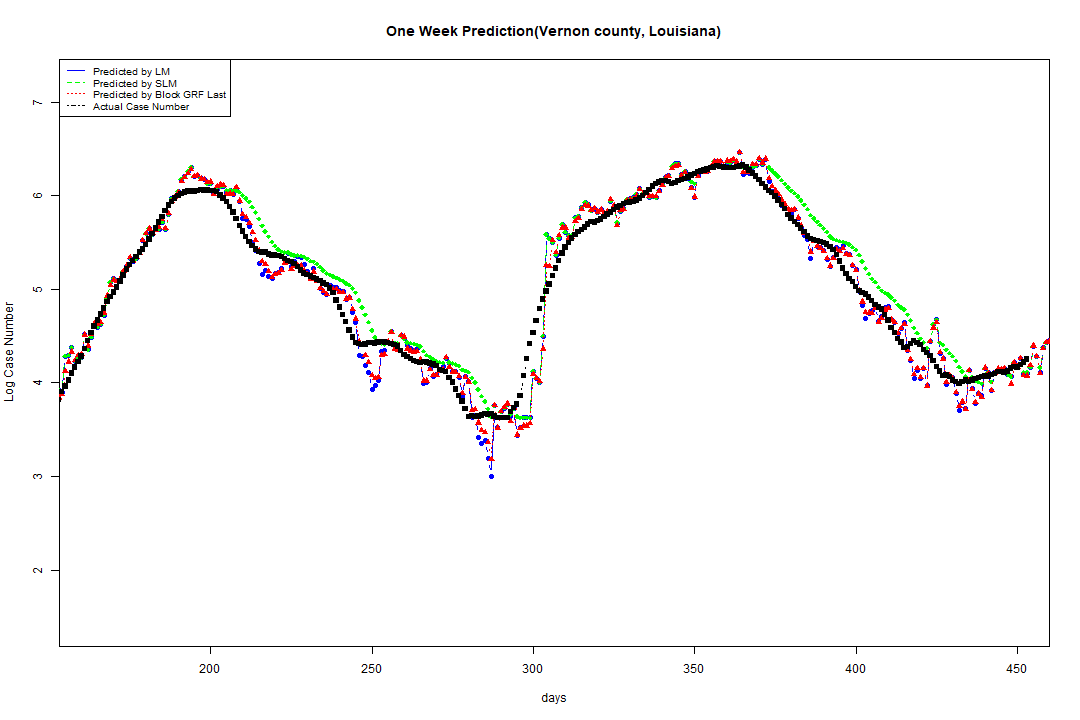 One Week Prediction(Vernon county, Louisiana)
Predicted by LM
Predicted by SLM
Predicted by Block GRF Last
Actual Case Number
7
6
5
4
3
2
Log Case Number
200 250 300 350 400 450
days